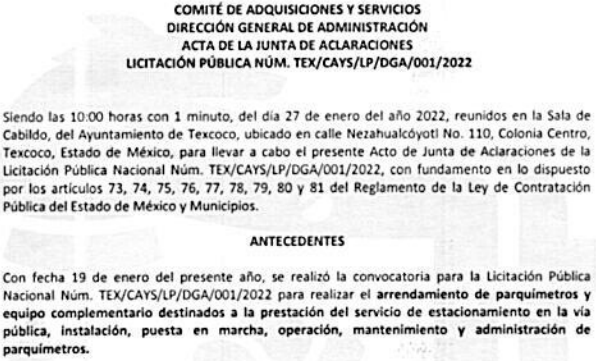 COMITÉ DE ADQUISICIONES Y SERVICIOS
DIRECCIÓN GENERAL DE ADMINISTRACIÓN
ACTA DE LA JUNTA DE ACLARACIONES
LICITACIÓN PÚBLICA NÚM. TEX/CAYS/LP/DGA/001/2022
Siendo las 10:00 horas con 1 minuto, del día 27 de enero del año 2022, reunidos en la Sala de
Cabildo, del Ayuntamiento de Texcoco, ubicado en calle Nezahualcóyotl No. 110, Colonia Centro,
Texcoco, Estado de México, para llevar a cabo el presente Acto de Junta de Aclaraciones de la
Licitación Pública Nacional Núm. TEX/CAYS/LP/DGA/001/2022, con fundamento en lo dispuesto
por los artículos 73, 74, 75, 76, 77, 78, 79, 80 y 81 del Reglamento de la Ley de Contratación
Pública del Estado de México y Municipios.
ANTECEDENTES
Con fecha 19 de enero del presente año, se realizó la convocatoria para la Licitación Pública
Nacional Núm. TEX/CAYS/LP/DGA/001/2022 para realizar el arrendamiento de parquímetros y
equipo complementario destinados a la prestación del servicio de estacionamiento en la vía
pública, instalación, puesta en marcha, operación, mantenimiento y administración de
parquímetros.